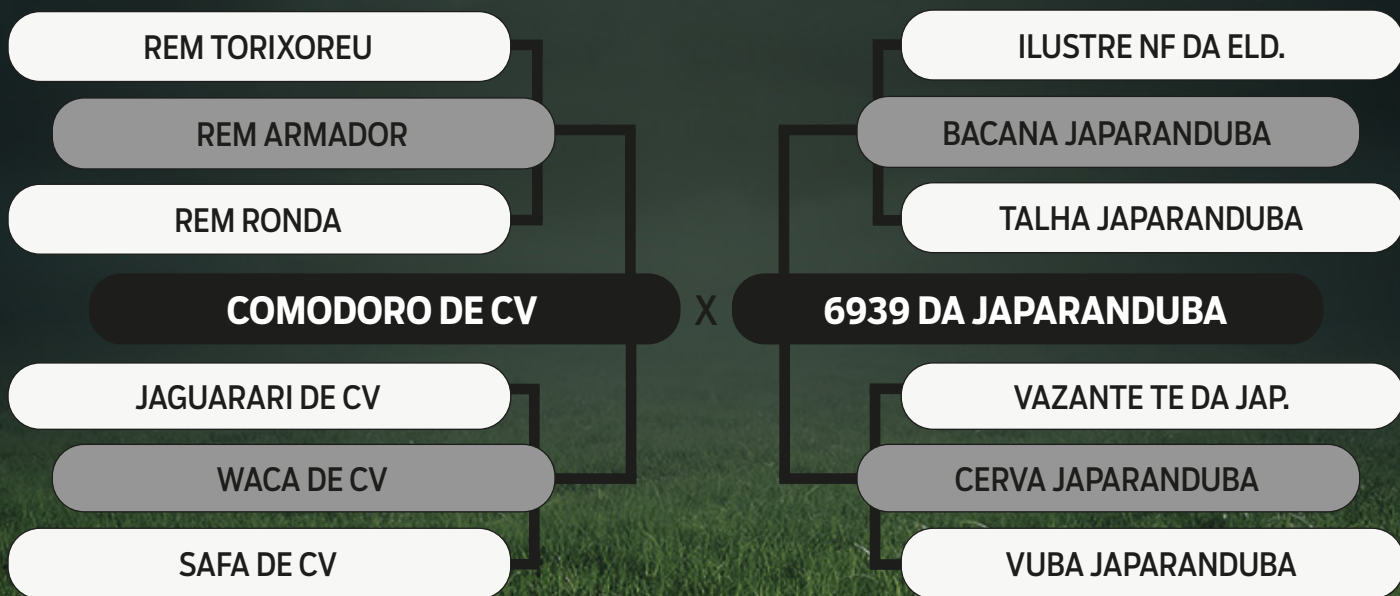 REM TORIXOREU
REM ARMADOR
REM RONDA
COMODORO DE CV
JAGUARARI DE CV
WACA DE CV
SAFA DE CV
X
ILUSTRE NF DA ELD.
BACANA JAPARANDUBA
TALHA JAPARANDUBA
6939 DA JAPARANDUBA
VAZANTE TE DA JAP.
CERVA JAPARANDUBA
VUBA JAPARANDUBA